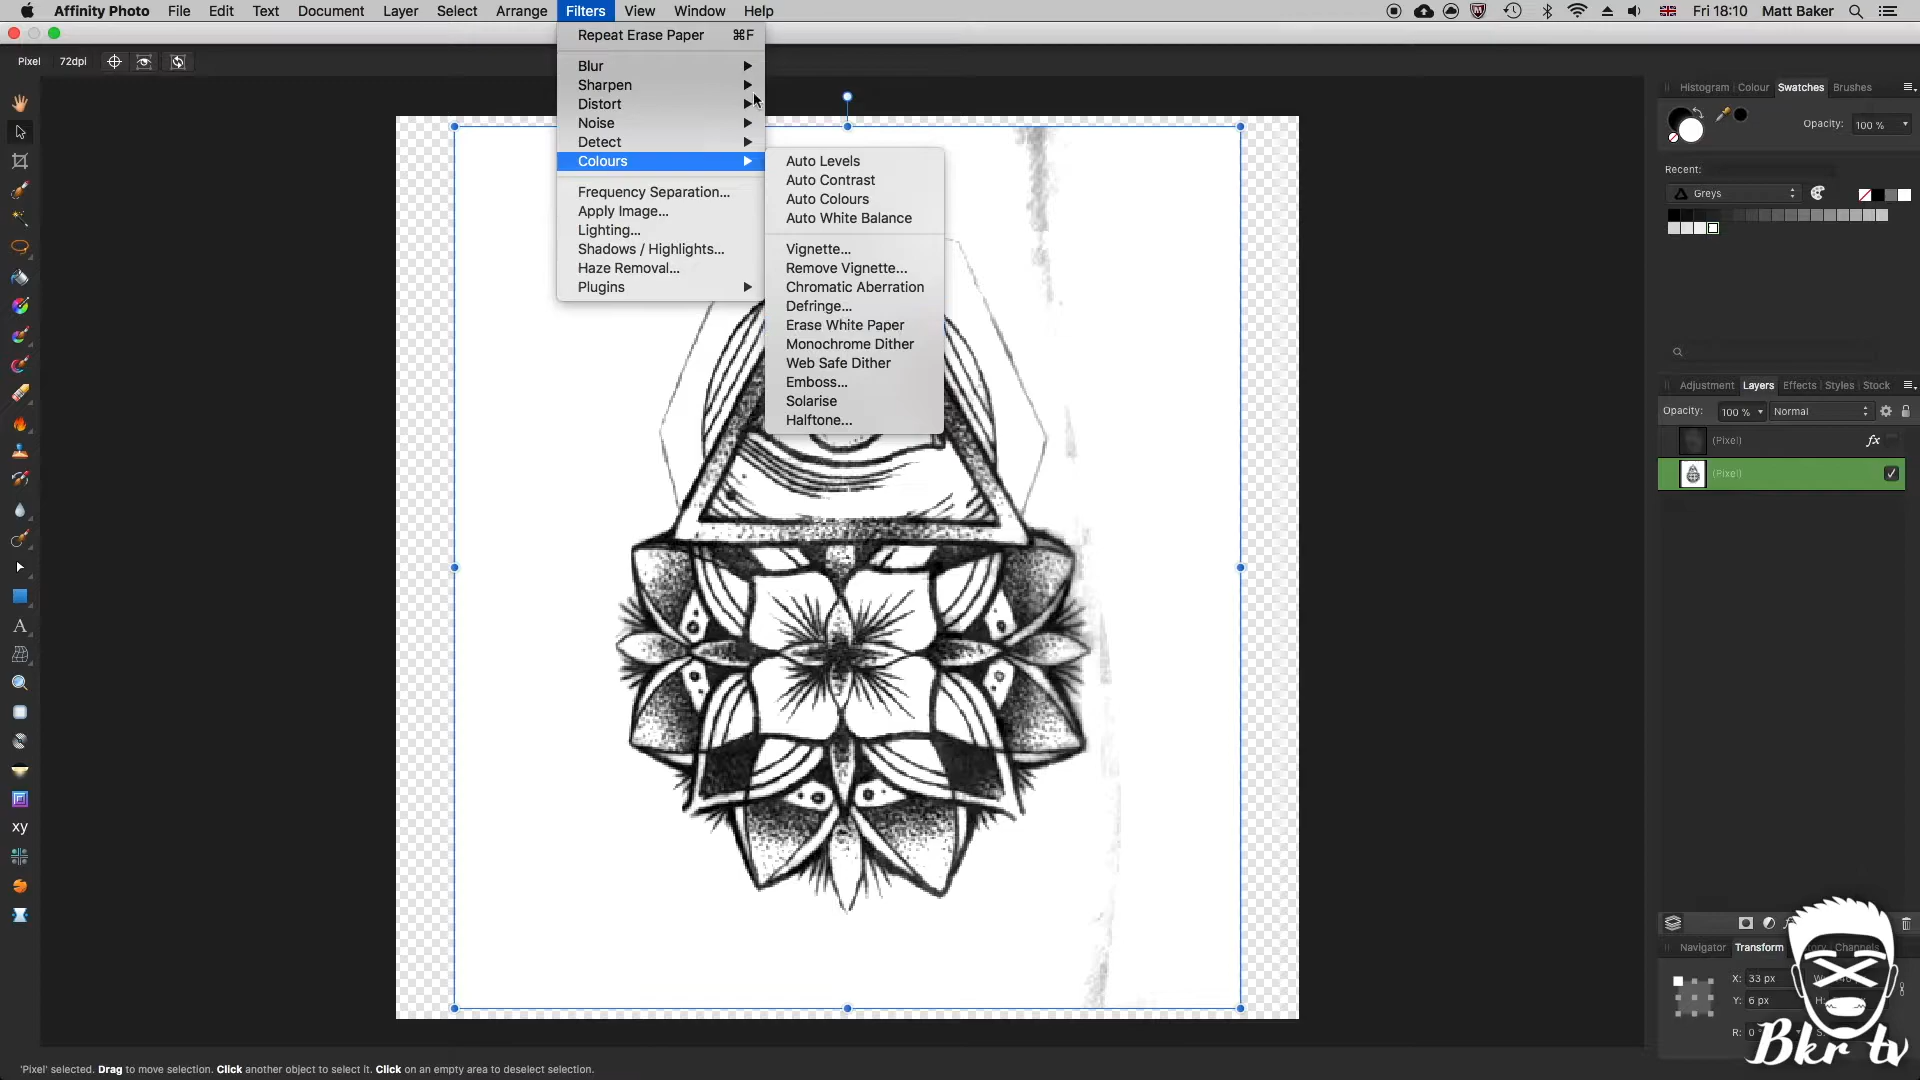 Affinity Photo File Edit Text Document Layer Select Arrange Filters View Window Help Fri 18:10 Matt Baker
Pixel 72dpi
Repeat Erase Paper ⌘F
Blur
Sharpen
Distort
Noise
Detect
Colours
Frequency Separation...
Apply Image...
Lighting...
Shadows / Highlights...
Haze Removal...
Plugins
Auto Levels
Auto Contrast
Auto Colours
Auto White Balance
Vignette...
Remove Vignette...
Chromatic Aberration
Defringe...
Erase White Paper
Monochrome Dither
Web Safe Dither
Emboss...
Solarise
Halftone...
A
xy
Histogram Colour Swatches Brushes
Opacity: 100 %
Recent:
Greys
Adjustment Layers Effects Styles Stock
Opacity: 100 % Normal
(Pixel) fx
(Pixel)
Navigator Transform Channels
X: 33 px
Y: 6 px H:
R: 0
Bkr tv
'Pixel' selected. Drag to move selection. Click another object to select it. Click on an empty area to deselect selection.